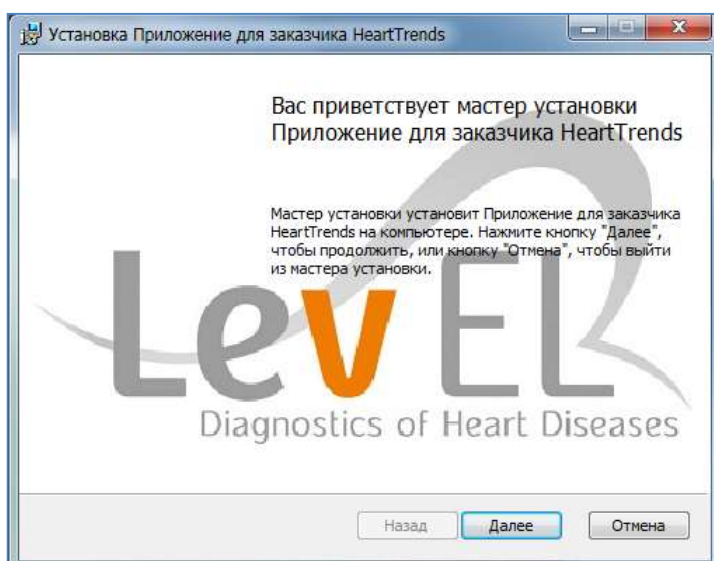 Установка Приложение для заказчика HeartTrends
Вас приветствует мастер установки
Приложение для заказчика HeartTrends
Мастер установки установит Приложение для заказчика
HeartTrends на компьютере. Нажмите кнопку "Далее",
чтобы продолжить, или кнопку "Отмена", чтобы выйти
из мастера установки.
LevEL
Diagnostics of Heart Diseases
Назад Далее Отмена